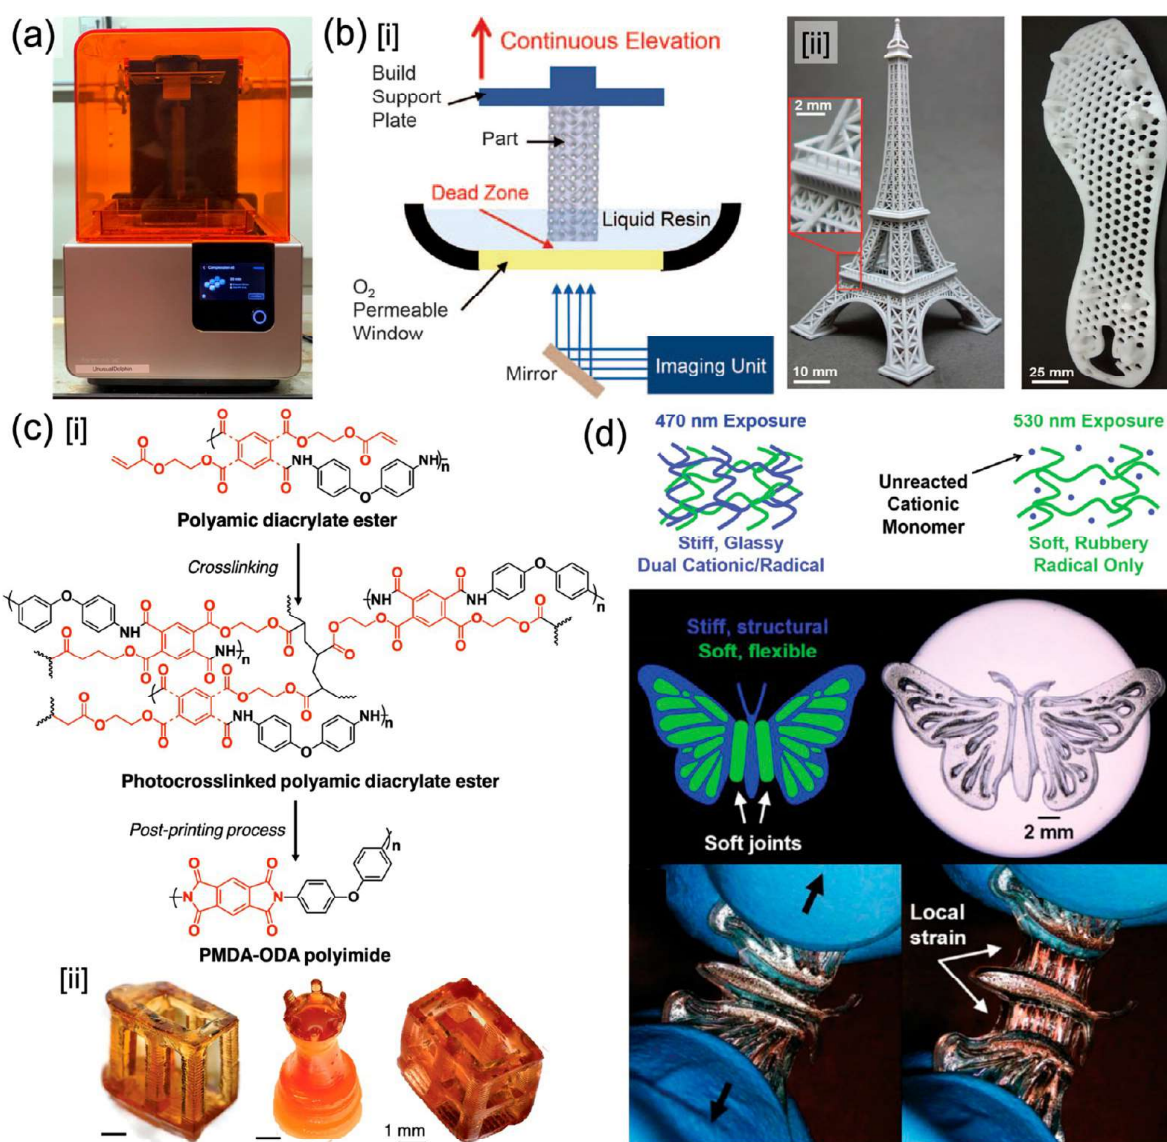 (a)
UnusualDolphin
(b) [i]
Continuous Elevation
Build
Support
Plate
Part
Dead Zone
Liquid Resin
O2
Permeable
Window
Mirror
Imaging Unit
[ii]
2 mm
10 mm
25 mm
(c) [i]
O
O
O
O
O
O
O
O
O
O
NH
NH
n
O
Polyamic diacrylate ester
Crosslinking
Photocrosslinked polyamic diacrylate ester
Post-printing process
O
O
N
N
O
O
O
n
PMDA-ODA polyimide
[ii]
1 mm
(d)
470 nm Exposure
Stiff, Glassy
Dual Cationic/Radical
530 nm Exposure
Unreacted
Cationic
Monomer
Soft, Rubbery
Radical Only
Stiff, structural
Soft, flexible
Soft joints
2 mm
Local
strain